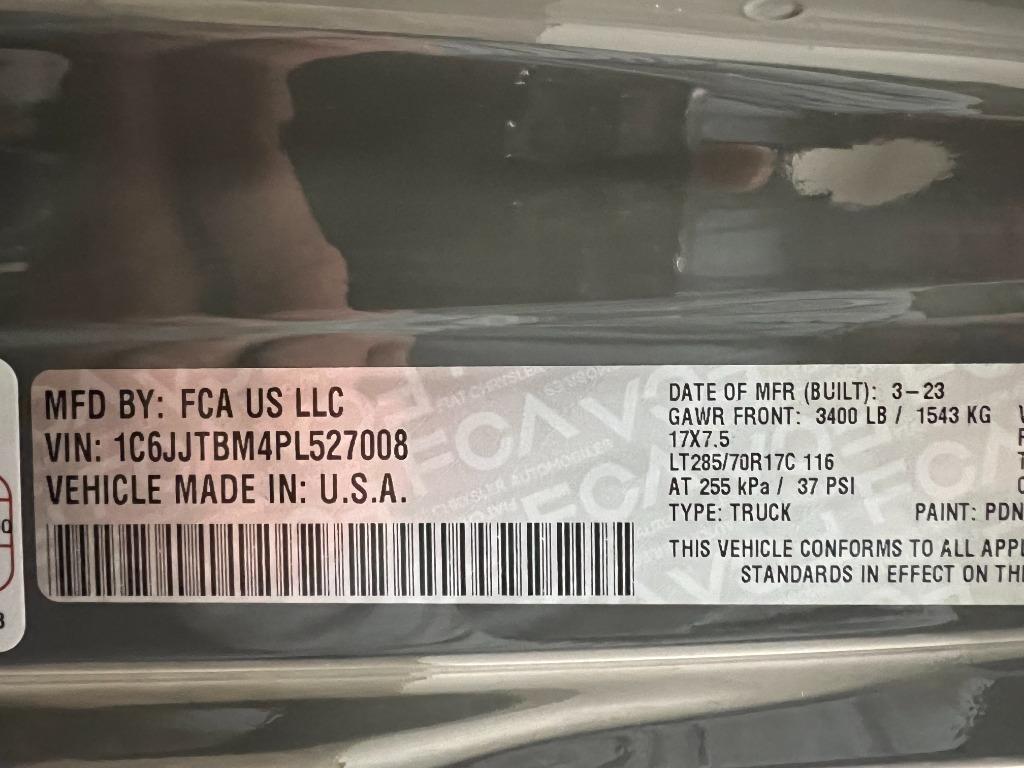 MFD BY: FCA US LLC
VIN: 1C6JJTBM4PL527008
VEHICLE MADE IN: U.S.A.
DATE OF MFR (BUILT): 3-23
GAWR FRONT: 3400 LB / 1543 KG
17X7.5
LT285/70R17C 116
AT 255 kPa / 37 PSI
TYPE: TRUCK PAINT: PDN
THIS VEHICLE CONFORMS TO ALL APPL
STANDARDS IN EFFECT ON THE